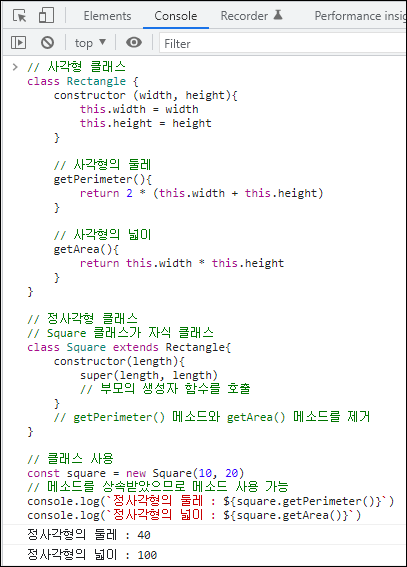 Elements Console Recorder Performance insig
top Filter
> // 사각형 클래스
class Rectangle {
    constructor (width, height){
        this.width = width
        this.height = height
    }

    // 사각형의 둘레
    getPerimeter(){
        return 2 * (this.width + this.height)
    }

    // 사각형의 넓이
    getArea(){
        return this.width * this.height
    }
}

// 정사각형 클래스
// Square 클래스가 자식 클래스
class Square extends Rectangle{
    constructor(length){
        super(length, length)
        // 부모의 생성자 함수를 호출
    }
    // getPerimeter() 메소드와 getArea() 메소드를 제거
}

// 클래스 사용
const square = new Square(10, 20)
// 메소드를 상속받았으므로 메소드 사용 가능
console.log(`정사각형의 둘레 : ${square.getPerimeter()}`)
console.log(`정사각형의 넓이 : ${square.getArea()}`)
정사각형의 둘레 : 40
정사각형의 넓이 : 100